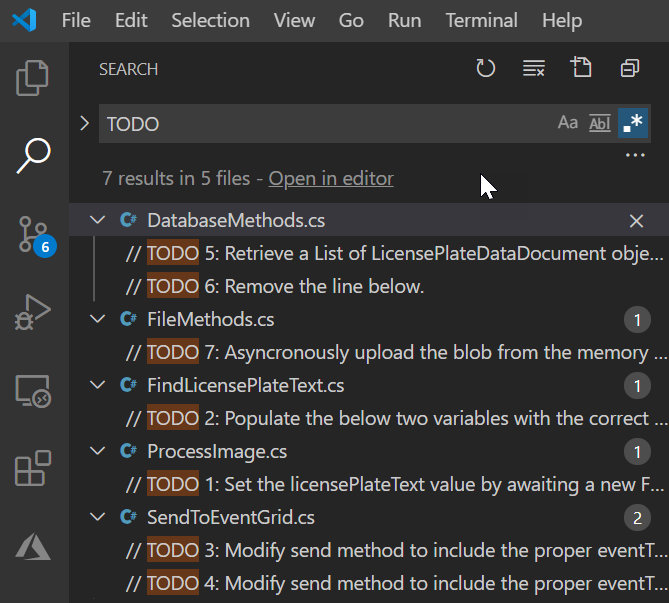 File Edit Selection View Go Run Terminal Help
SEARCH
TODO Aa Abl .*
7 results in 5 files - Open in editor
C# DatabaseMethods.cs
// TODO 5: Retrieve a List of LicensePlateDataDocument obje...
// TODO 6: Remove the line below.
C# FileMethods.cs 1
// TODO 7: Asyncronously upload the blob from the memory ...
C# FindLicensePlateText.cs 1
// TODO 2: Populate the below two variables with the correct ...
C# ProcessImage.cs 1
// TODO 1: Set the licensePlateText value by awaiting a new F...
C# SendToEventGrid.cs 2
// TODO 3: Modify send method to include the proper eventT...
// TODO 4: Modify send method to include the proper eventT...
6